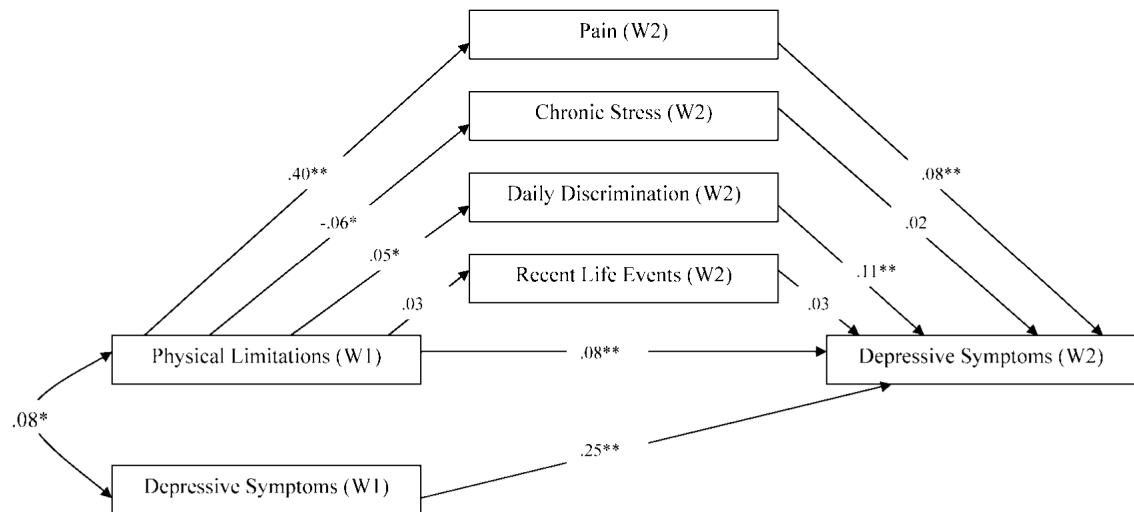 Pain (W2)
Chronic Stress (W2)
.40**
.08**
Daily Discrimination (W2)
-.06*
.02
.05*
Recent Life Events (W2)
.11**
.03
.03
Physical Limitations (W1)
.08**
Depressive Symptoms (W2)
.08*
.25**
Depressive Symptoms (W1)